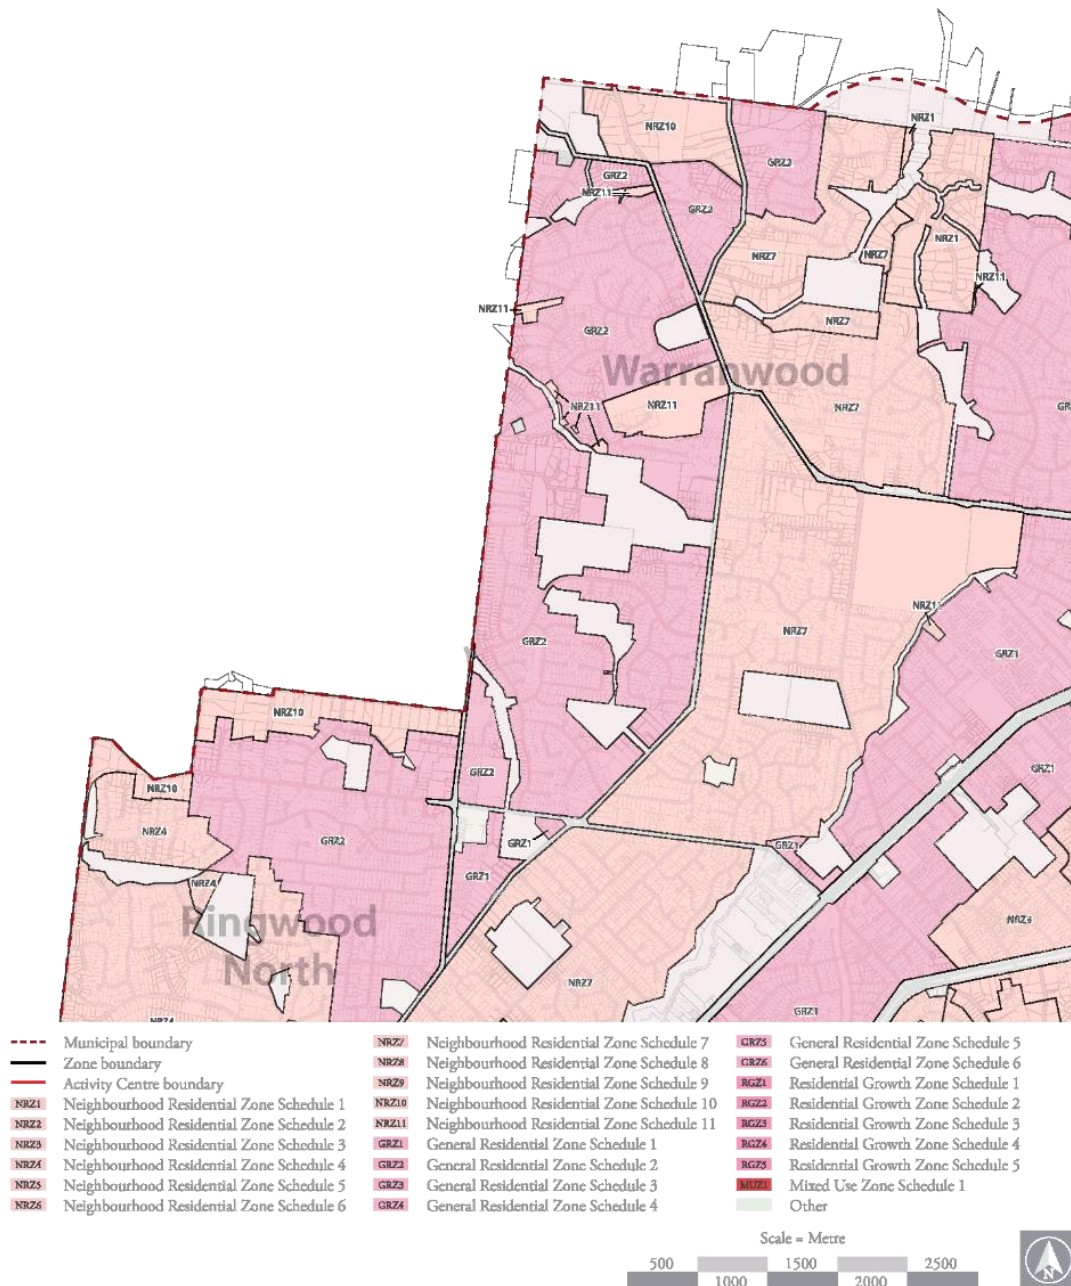 NRZ1
NRZ10
GRZ2
GRZ2
NRZ11
GRZ2
NRZ1
NRZ7
NRZ7
NRZ11
NRZ11
NRZ7
GRZ2
Warranwood
NRZ11
NRZ11
NRZ7
NRZ11
NRZ7
GRZ2
GRZ1
NRZ10
GRZ2
GRZ1
NRZ10
NRZ4
GRZ2
GRZ1
GRZ1
GRZ1
NRZ4
Ringwood
North
NRZ7
GRZ1
NRZ4
Municipal boundary
Zone boundary
Activity Centre boundary
NRZ1 Neighbourhood Residential Zone Schedule 1
NRZ2 Neighbourhood Residential Zone Schedule 2
NRZ3 Neighbourhood Residential Zone Schedule 3
NRZ4 Neighbourhood Residential Zone Schedule 4
NRZ5 Neighbourhood Residential Zone Schedule 5
NRZ6 Neighbourhood Residential Zone Schedule 6
NRZ7 Neighbourhood Residential Zone Schedule 7
NRZ8 Neighbourhood Residential Zone Schedule 8
NRZ9 Neighbourhood Residential Zone Schedule 9
NRZ10 Neighbourhood Residential Zone Schedule 10
NRZ11 Neighbourhood Residential Zone Schedule 11
GRZ1 General Residential Zone Schedule 1
GRZ2 General Residential Zone Schedule 2
GRZ3 General Residential Zone Schedule 3
GRZ4 General Residential Zone Schedule 4
GRZ5 General Residential Zone Schedule 5
GRZ6 General Residential Zone Schedule 6
RGZ1 Residential Growth Zone Schedule 1
RGZ2 Residential Growth Zone Schedule 2
RGZ3 Residential Growth Zone Schedule 3
RGZ4 Residential Growth Zone Schedule 4
RGZ5 Residential Growth Zone Schedule 5
MUZ1 Mixed Use Zone Schedule 1
Other
Scale = Metre
500 1500 2500
1000 2000
N